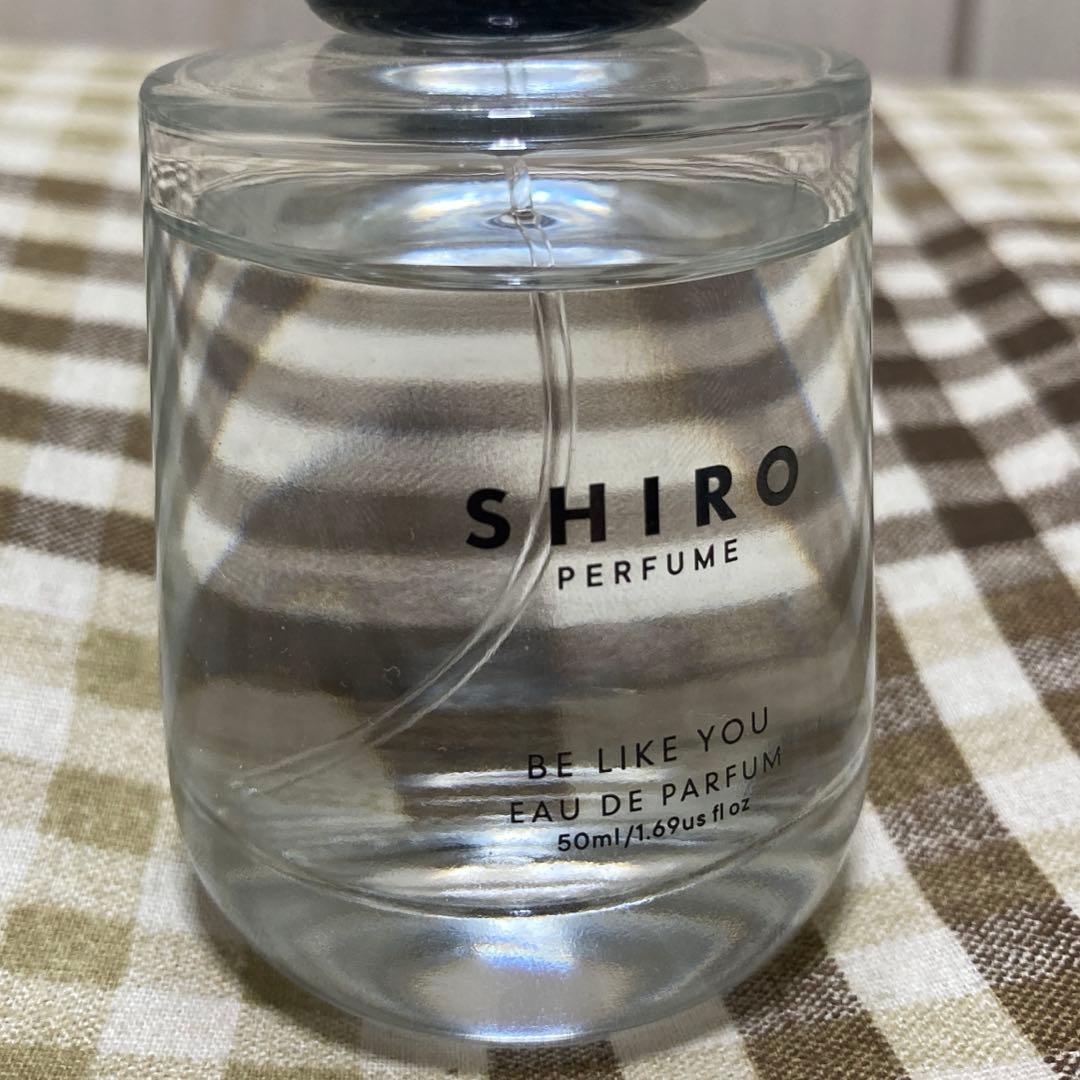 SHIRO
PERFUME
BE LIKE YOU
EAU DE PARFUM
50ml/1.69us fl oz